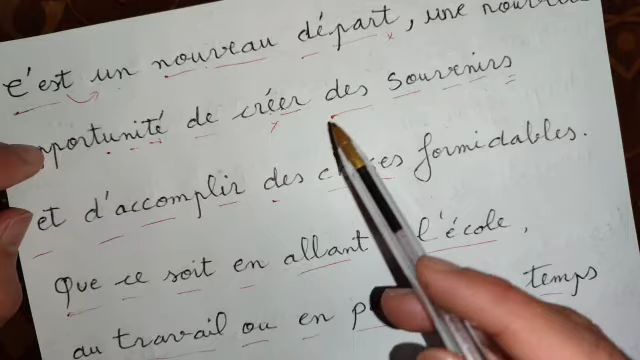 C'est un nouveau départ, une
opportunité de créer des souvenirs
et d'accomplir des formidables.
Que ce soit en allant l'école,
au travail ou en temps